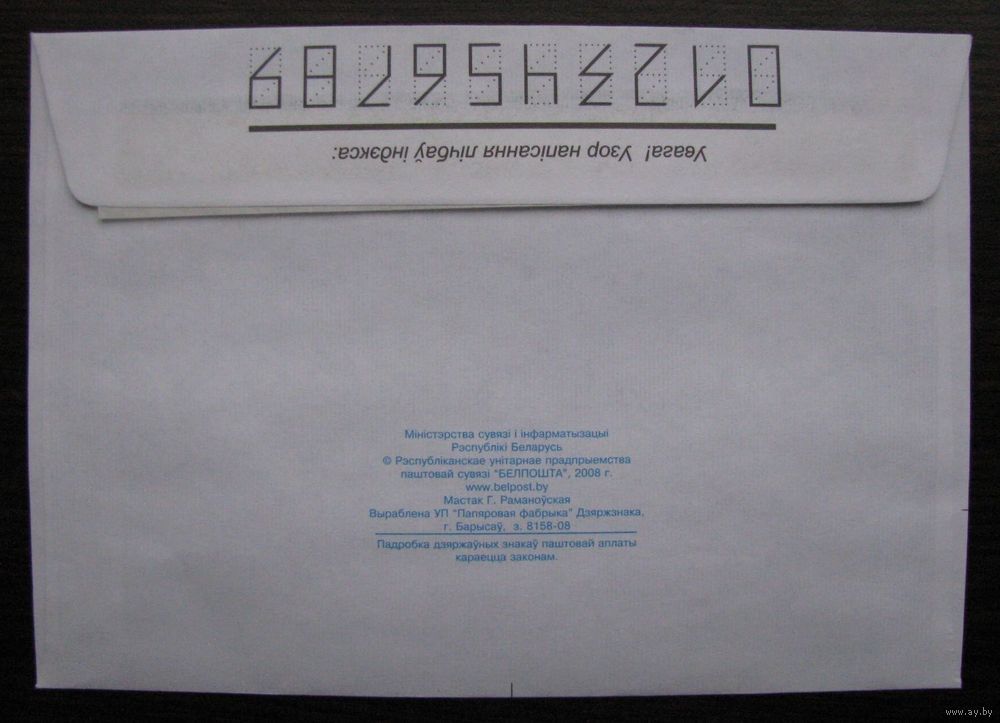 Увага! Узор напісання лічбаў індэкса:
0123456789
Міністэрства сувязі і інфарматызацыі
Рэспублікі Беларусь
© Рэспубліканскае унітарнае прадпрыемства
паштовай сувязі "БЕЛПОШТА", 2008 г.
www.belpost.by
Мастак Г. Раманоўская
Выраблена УП "Папяровая фабрыка" Дзяржзнака,
г. Барысаў, з. 8158-08
Падробка дзяржаўных знакаў паштовай аплаты
караецца законам.
www.ay.by